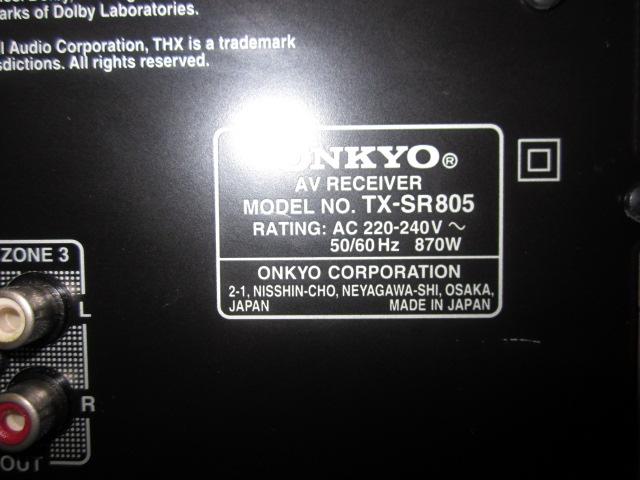 arks of Dolby Laboratories.
l Audio Corporation, THX is a trademark
sdictions. All rights reserved.
ONKYO®
AV RECEIVER
MODEL NO. TX-SR805
RATING: AC 220-240V ~
50/60 Hz 870W
ONKYO CORPORATION
2-1, NISSHIN-CHO, NEYAGAWA-SHI, OSAKA,
JAPAN MADE IN JAPAN
ZONE 3
L
R
OUT